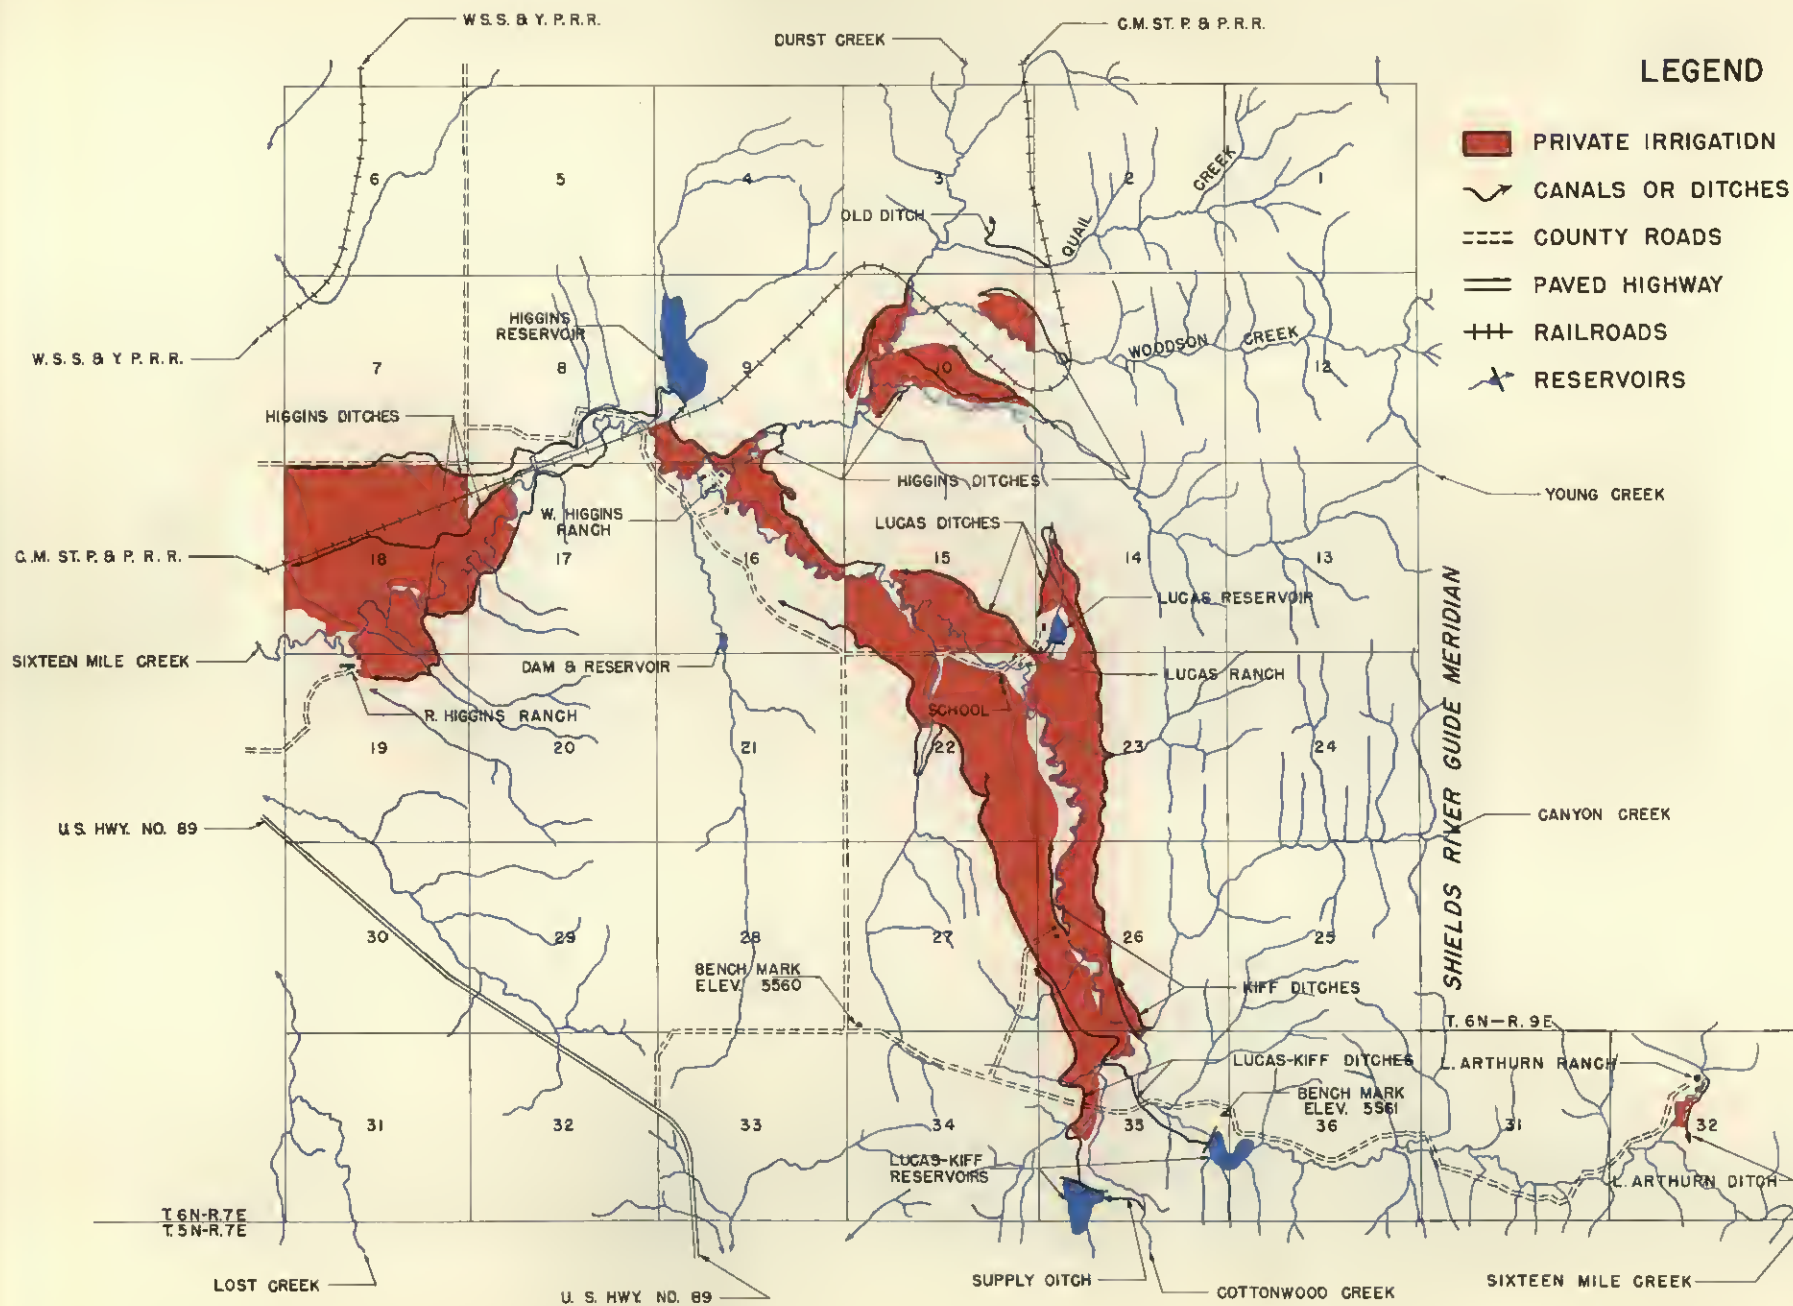 W.S.S. & Y. P. R.R.
DURST CREEK
C.M. ST. P. & P. R.R.
LEGEND
PRIVATE IRRIGATION
CANALS OR DITCHES
COUNTY ROADS
PAVED HIGHWAY
RAILROADS
RESERVOIRS
6
5
4
3
2
1
CREEK
QUAIL
OLD DITCH
HIGGINS
RESERVOIR
W.S.S. & Y P. R.R.
7
8
9
10
11
12
WOODSON CREEK
HIGGINS DITCHES
HIGGINS DITCHES
YOUNG CREEK
W. HIGGINS
RANCH
LUCAS DITCHES
C.M. ST. P. & P. R.R.
18
17
16
15
14
13
LUCAS RESERVOIR
SIXTEEN MILE CREEK
DAM & RESERVOIR
LUCAS RANCH
R. HIGGINS RANCH
SCHOOL
SHIELDS RIVER GUIDE MERIDIAN
19
20
21
22
23
24
U.S. HWY. NO. 89
CANYON CREEK
30
29
28
27
26
25
BENCH MARK
ELEV. 5560
KIFF DITCHES
T. 6N-R. 9E
LUCAS-KIFF DITCHES
L. ARTHURN RANCH
BENCH MARK
ELEV. 5561
31
32
33
34
35
36
31
32
LUCAS-KIFF
RESERVOIRS
L. ARTHURN DITCH
T. 6N-R. 7E
T. 5N-R. 7E
LOST CREEK
U. S. HWY. NO. 89
SUPPLY DITCH
COTTONWOOD CREEK
SIXTEEN MILE CREEK